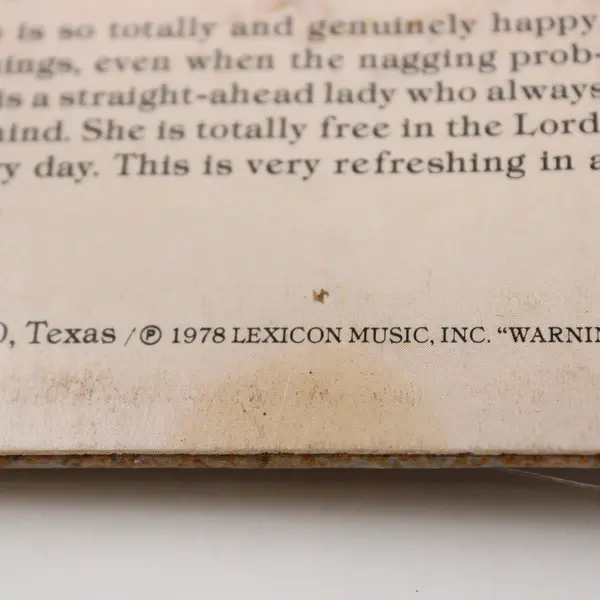 is so totally and genuinely happy
ings, even when the nagging prob-
is a straight-ahead lady who always
ind. She is totally free in the Lord
y day. This is very refreshing in a
, Texas / ℗ 1978 LEXICON MUSIC, INC. “WARNIN